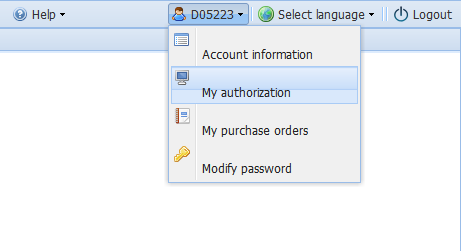 Help
D05223
Select language
Logout
Account information
My authorization
My purchase orders
Modify password